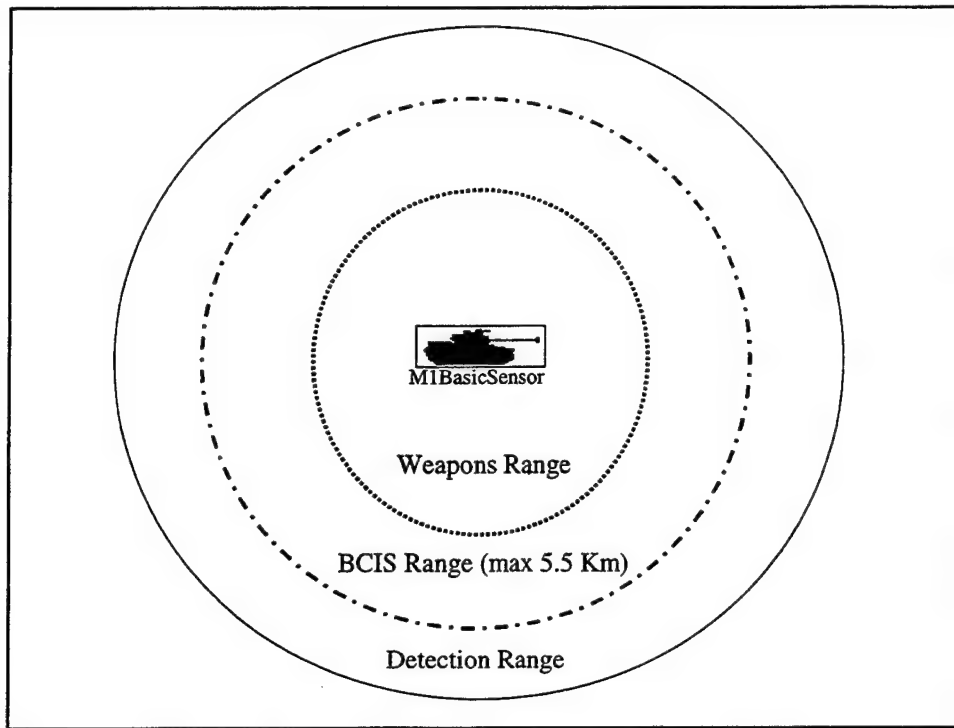 M1BasicSensor
Weapons Range
BCIS Range (max 5.5 Km)
Detection Range